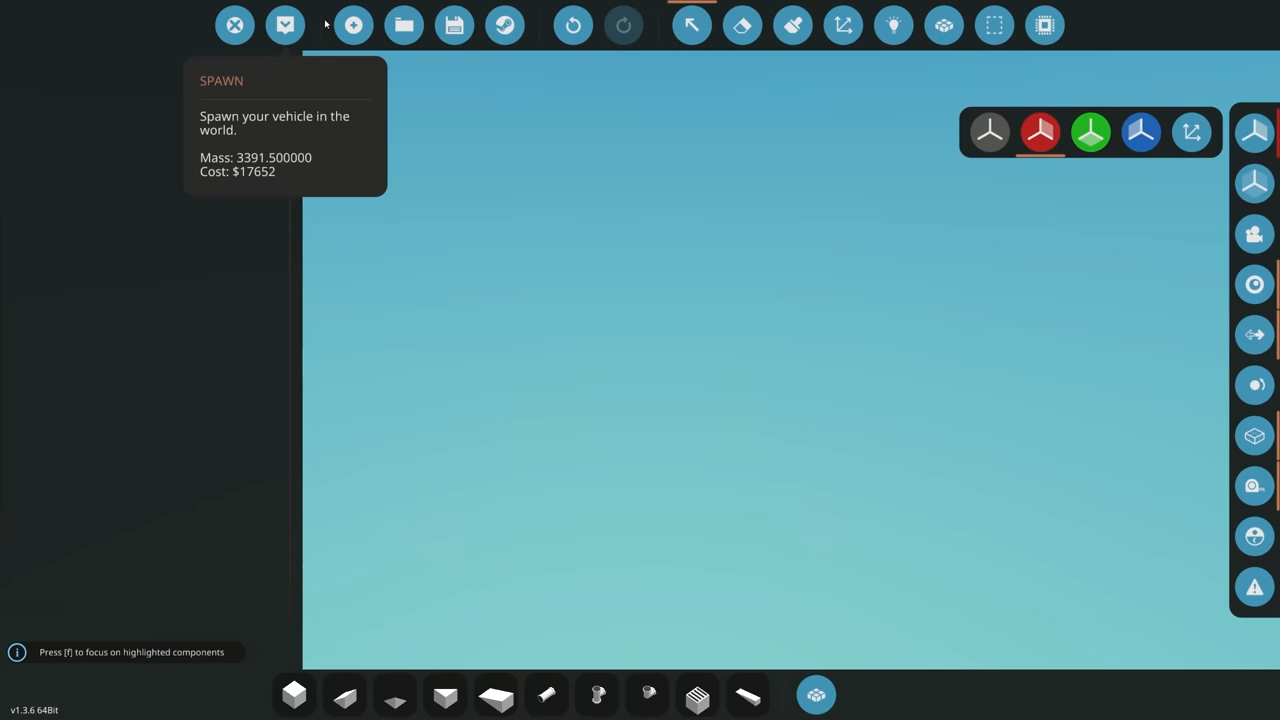 SPAWN
Spawn your vehicle in the
world.
Mass: 3391.500000
Cost: $17652
Press [f] to focus on highlighted components
v1.3.6 64Bit